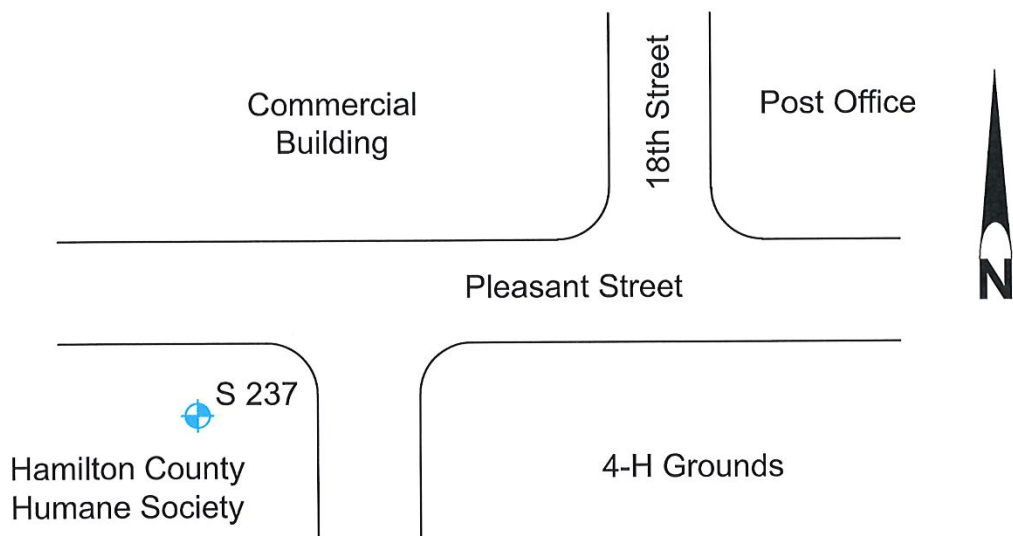 Commercial
Building
18th Street
Post Office
Pleasant Street
N
S 237
Hamilton County
Humane Society
4-H Grounds